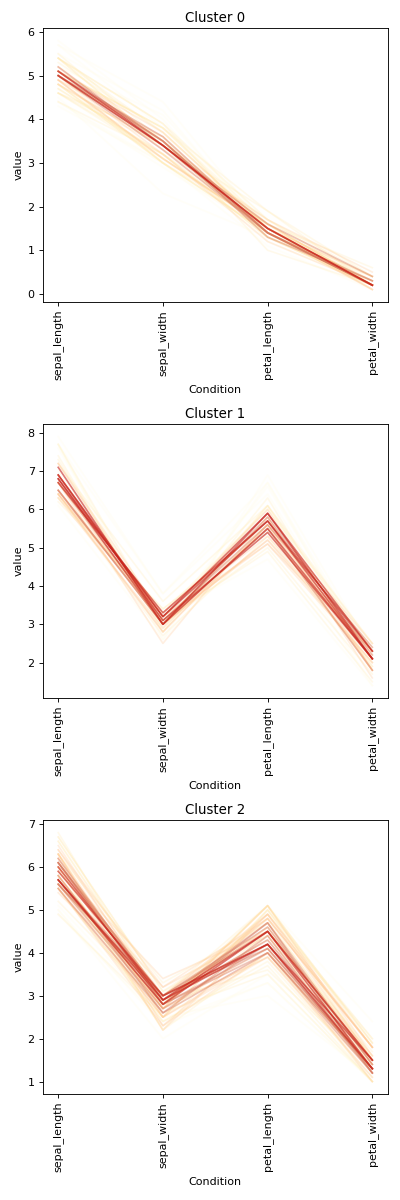 Cluster 0
6
5
4
3
2
1
0
value
sepal_length
sepal_width
petal_length
petal_width
Condition
Cluster 1
8
7
6
5
4
3
2
value
sepal_length
sepal_width
petal_length
petal_width
Condition
Cluster 2
7
6
5
4
3
2
1
value
sepal_length
sepal_width
petal_length
petal_width
Condition